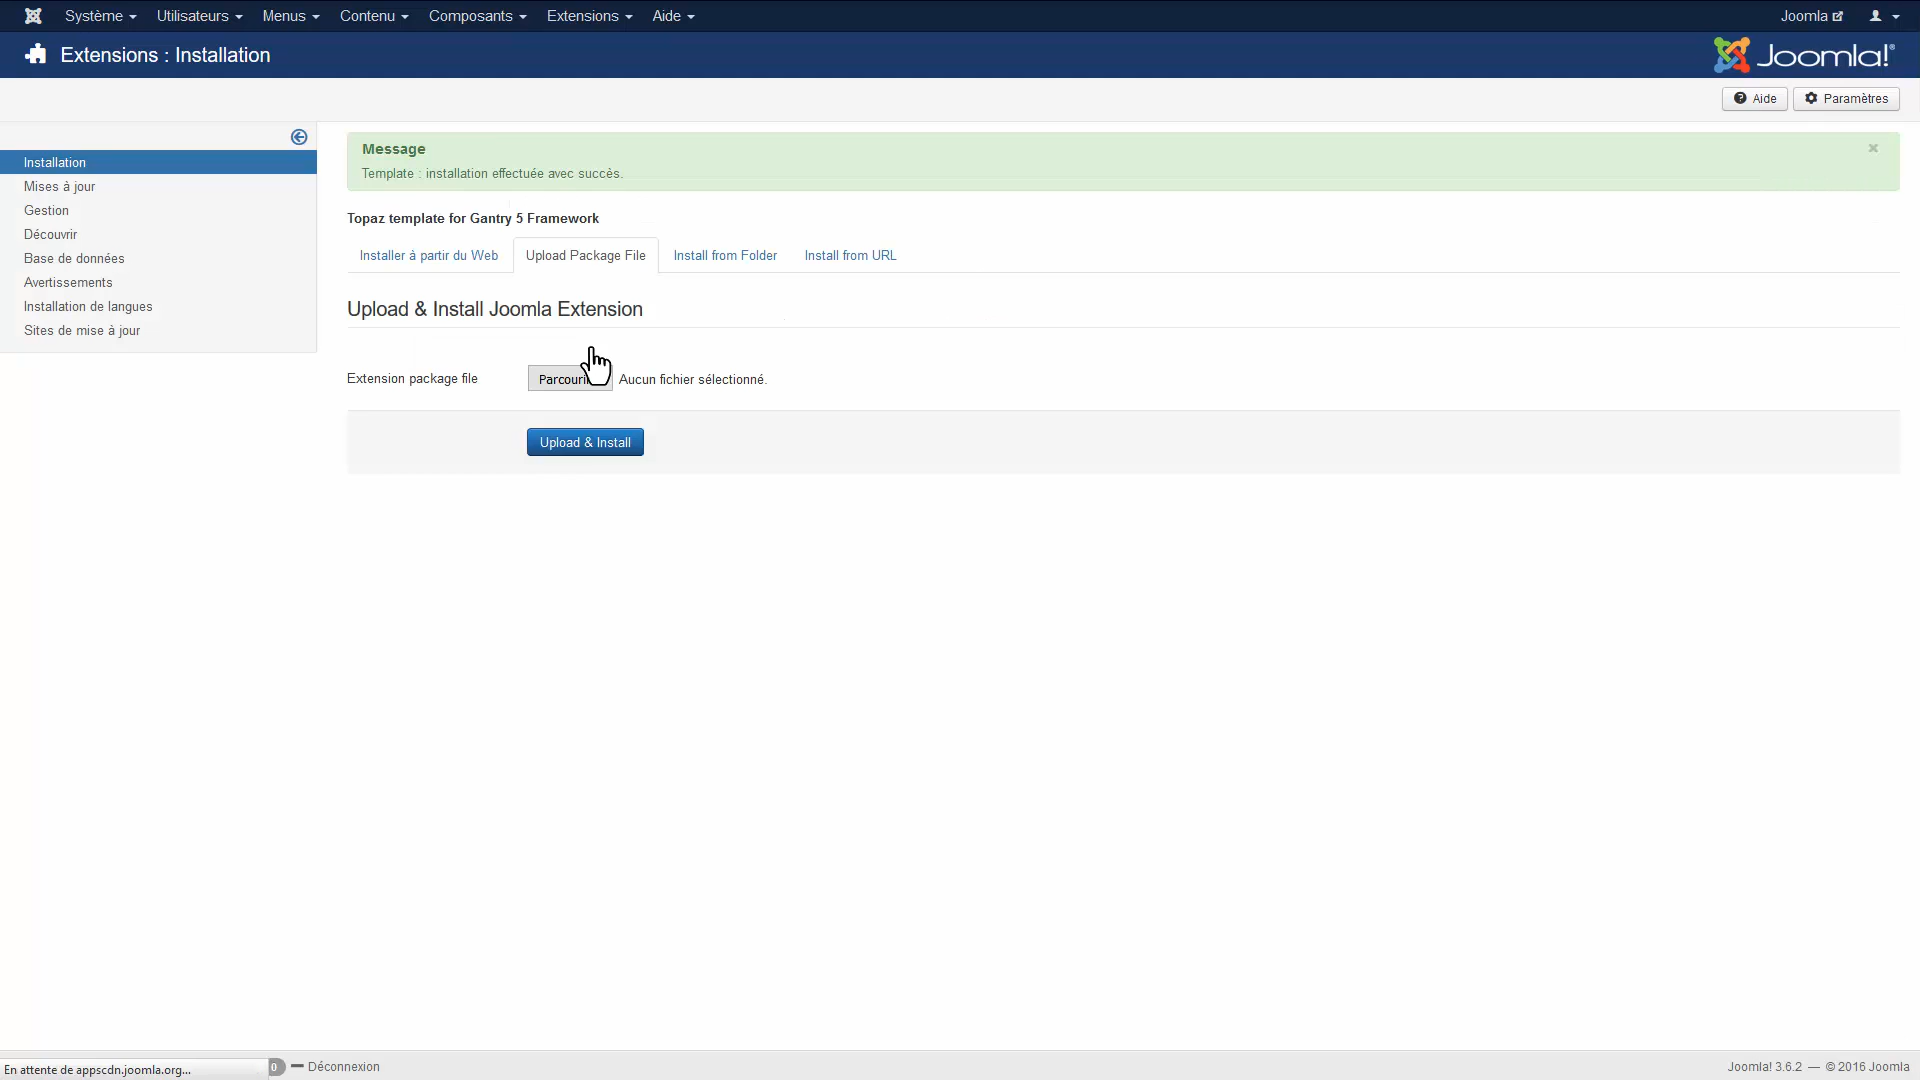 Système Utilisateurs Menus Contenu Composants Extensions Aide Joomla
Extensions : Installation Joomla!®
Aide Paramètres
Installation
Mises à jour
Gestion
Découvrir
Base de données
Avertissements
Installation de langues
Sites de mise à jour
Message
Template : installation effectuée avec succès.
Topaz template for Gantry 5 Framework
Installer à partir du Web Upload Package File Install from Folder Install from URL
Upload & Install Joomla Extension
Extension package file Parcouri Aucun fichier sélectionné.
Upload & Install
En attente de appscdn.joomla.org... 0 Déconnexion Joomla! 3.6.2 — © 2016 Joomla